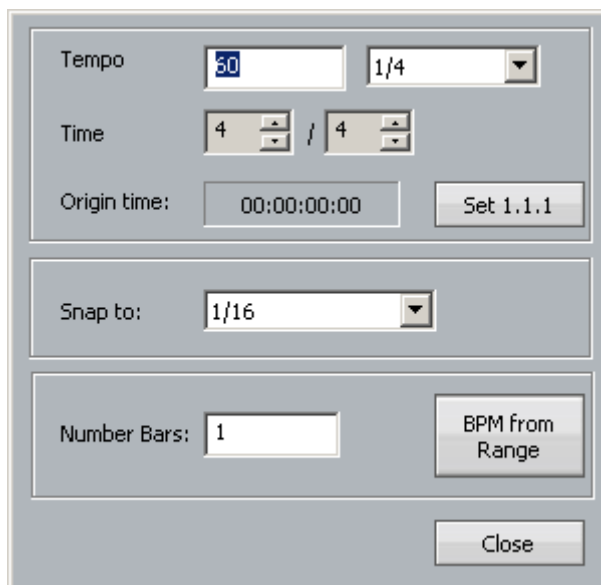 Tempo 60 1/4
Time 4 / 4
Origin time: 00:00:00:00 Set 1.1.1
Snap to: 1/16
Number Bars: 1 BPM from
Range
Close